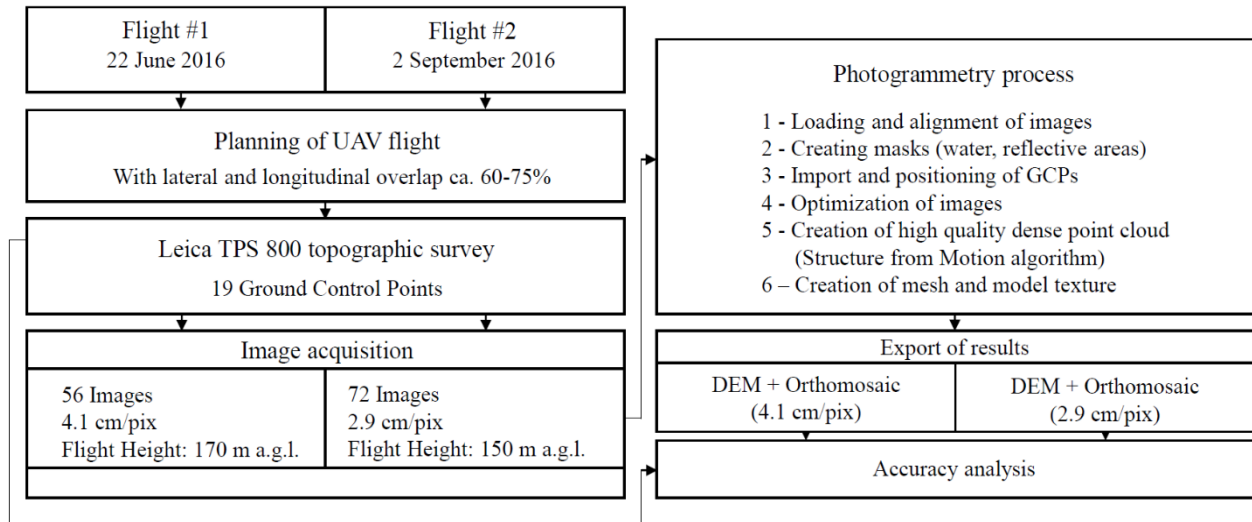 Flight #1
22 June 2016
Flight #2
2 September 2016
Planning of UAV flight
With lateral and longitudinal overlap ca. 60-75%
Leica TPS 800 topographic survey
19 Ground Control Points
Image acquisition
56 Images
4.1 cm/pix
Flight Height: 170 m a.g.l.
72 Images
2.9 cm/pix
Flight Height: 150 m a.g.l.
Photogrammetry process
1 - Loading and alignment of images
2 - Creating masks (water, reflective areas)
3 - Import and positioning of GCPs
4 - Optimization of images
5 - Creation of high quality dense point cloud
(Structure from Motion algorithm)
6 – Creation of mesh and model texture
Export of results
DEM + Orthomosaic
(4.1 cm/pix)
DEM + Orthomosaic
(2.9 cm/pix)
Accuracy analysis